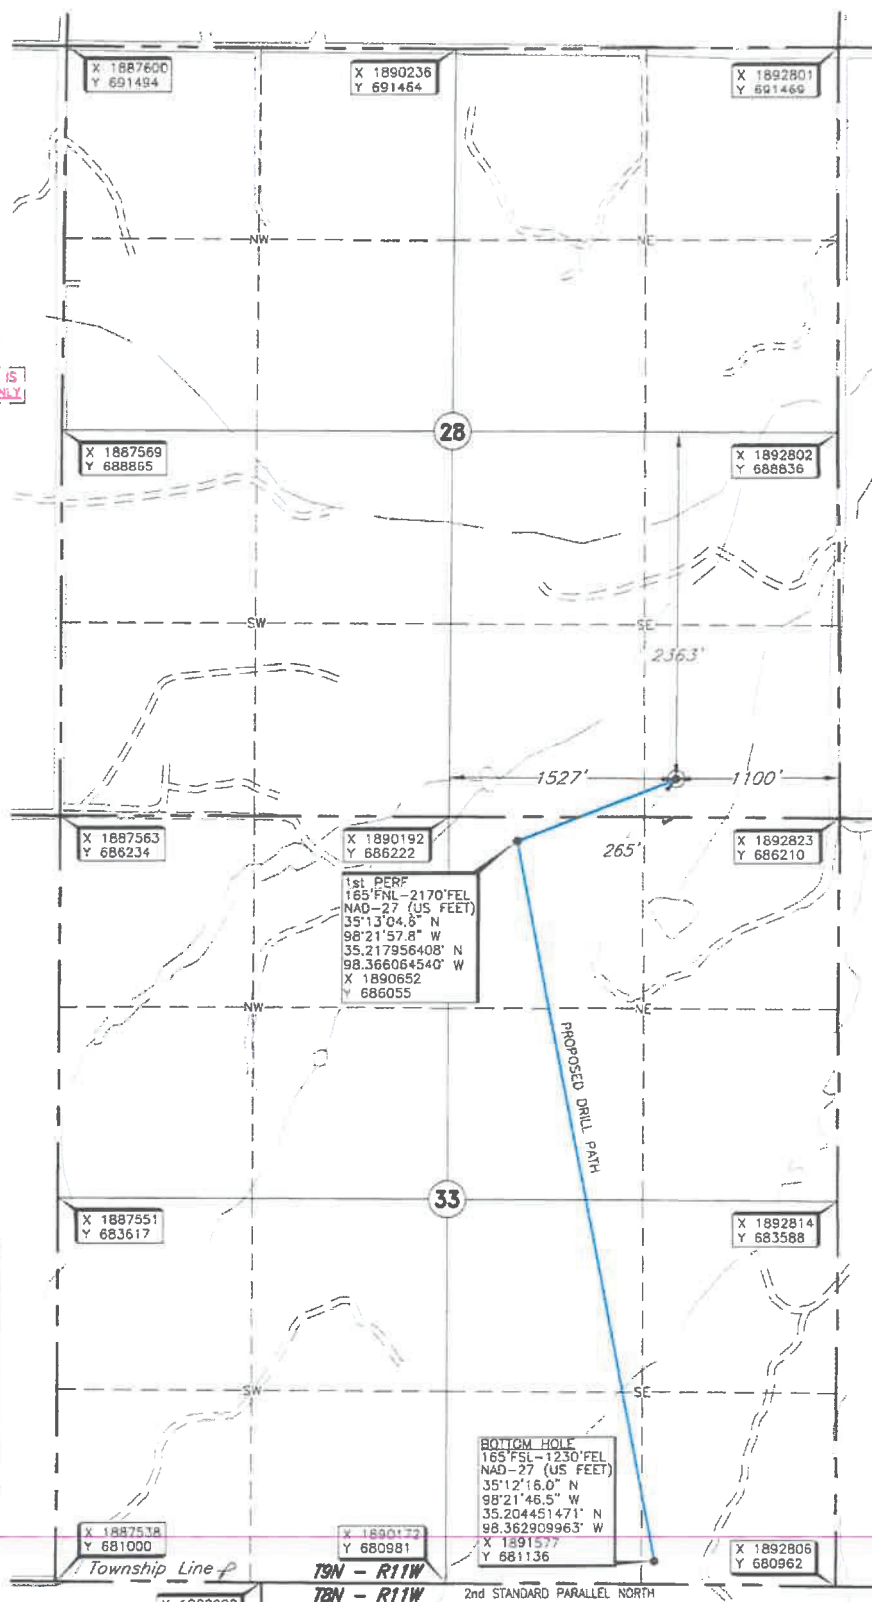 X 1887600
Y 691494
X 1890236
Y 691464
X 1892801
Y 691469
NW
NE
IS
28
X 1887569
Y 688865
X 1892802
Y 688836
SW
SE
2363'
1527'
1100'
X 1887563
Y 686234
X 1890192
Y 686222
265'
X 1892823
Y 686210
1st PERF
165'FNL-2170'FEL
NAD-27 (US FEET)
35°13'04.6" N
98°21'57.8" W
35.217956408° N
98.366064540° W
X 1890652
Y 686055
NW
NE
PROPOSED DRILL PATH
33
X 1887551
Y 683617
X 1892814
Y 683588
SW
SE
BOTTOM HOLE
165'FSL-1230'FEL
NAD-27 (US FEET)
35°12'16.0" N
98°21'46.5" W
35.204451471° N
98.362909963° W
X 1891577
Y 681136
X 1887538
Y 681000
X 1890172
Y 680981
X 1892806
Y 680962
Township Line
T9N - R11W
T8N - R11W
2nd STANDARD PARALLEL NORTH